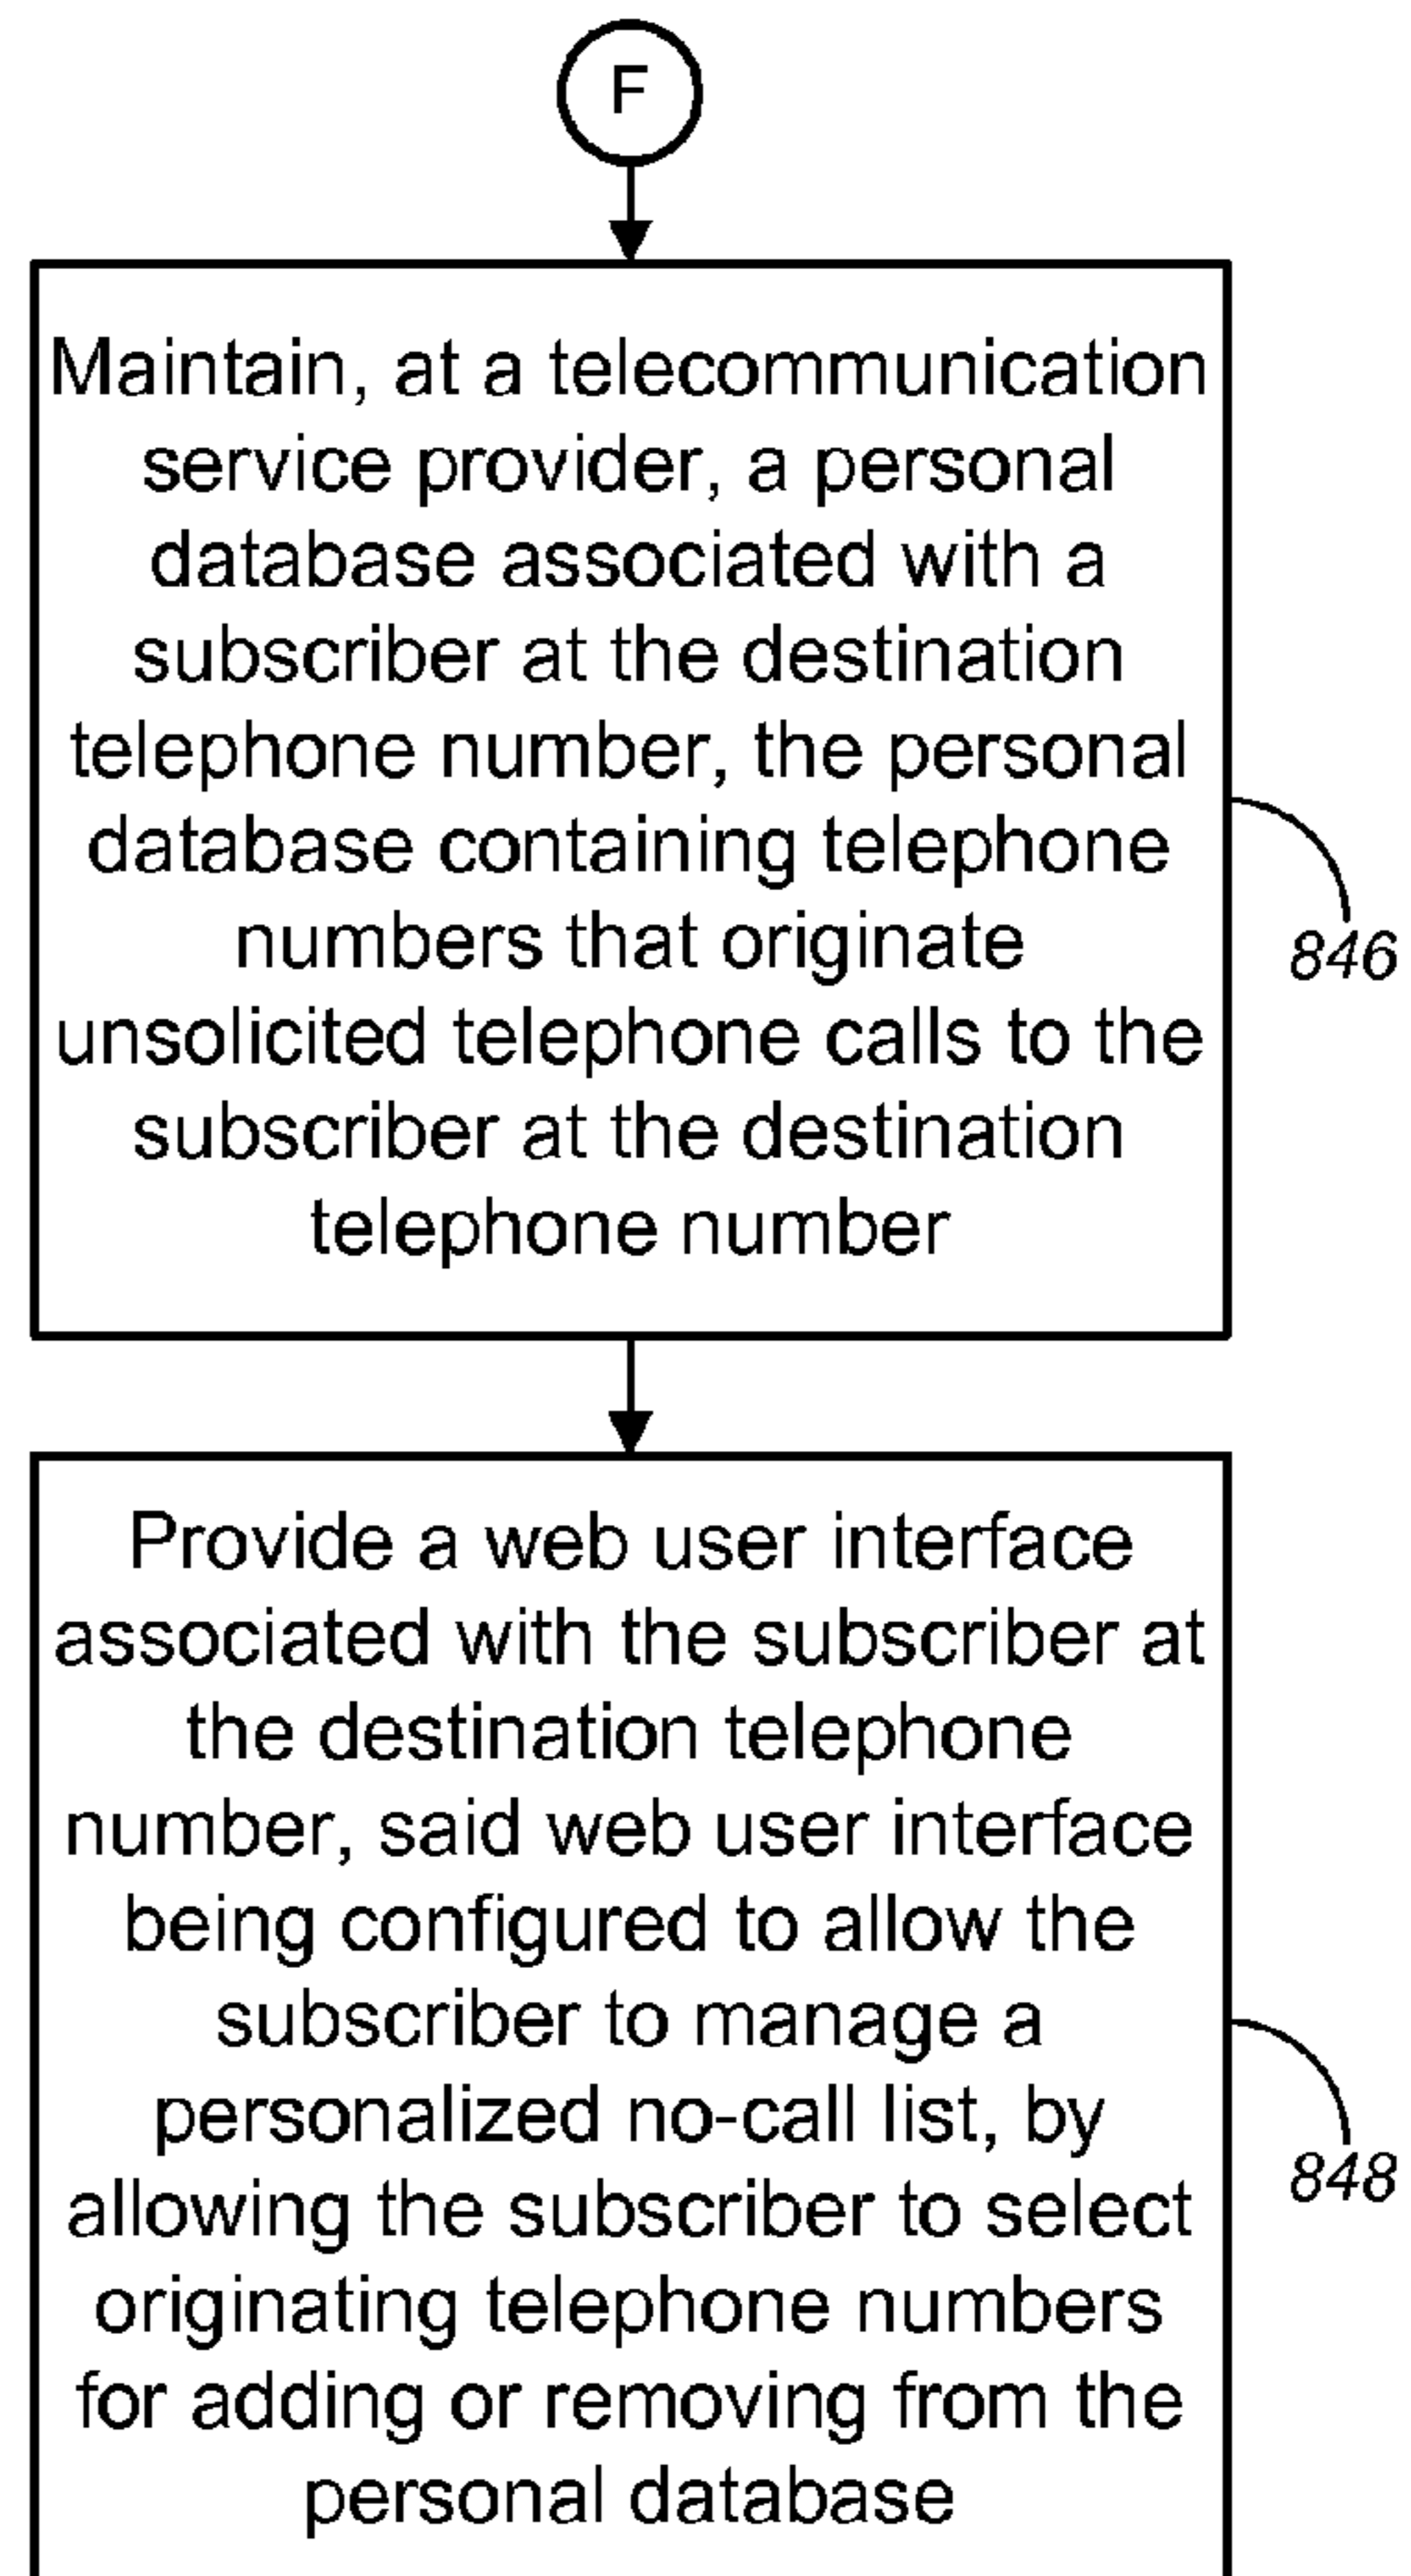 F
Maintain, at a telecommunication
service provider, a personal
database associated with a
subscriber at the destination
telephone number, the personal
database containing telephone
numbers that originate
unsolicited telephone calls to the
subscriber at the destination
telephone number
846
Provide a web user interface
associated with the subscriber at
the destination telephone
number, said web user interface
being configured to allow the
subscriber to manage a
personalized no-call list, by
allowing the subscriber to select
originating telephone numbers
for adding or removing from the
personal database
848